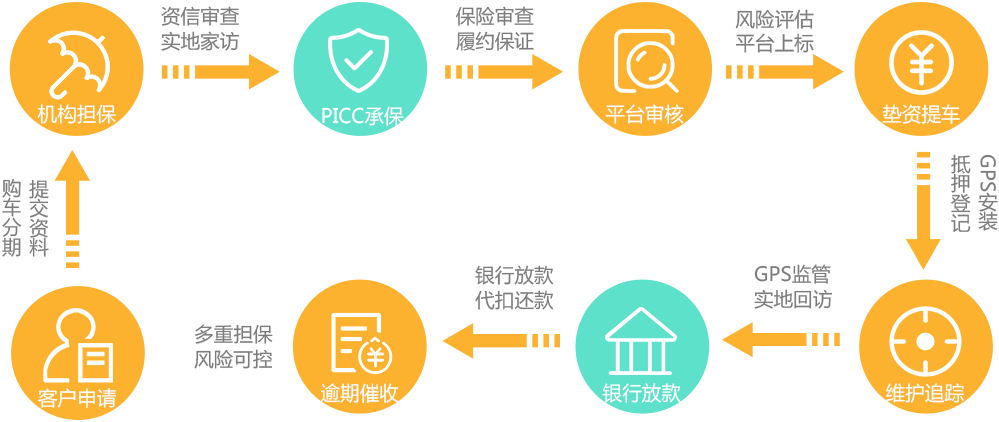 资信审查
实地家访
保险审查
履约保证
风险评估
平台上标
机构担保
PICC承保
平台审核
垫资提车
购车分期
提交资料
GPS安装
抵押登记
银行放款
代扣还款
GPS监管
实地回访
多重担保
风险可控
客户申请
逾期催收
银行放款
维护追踪